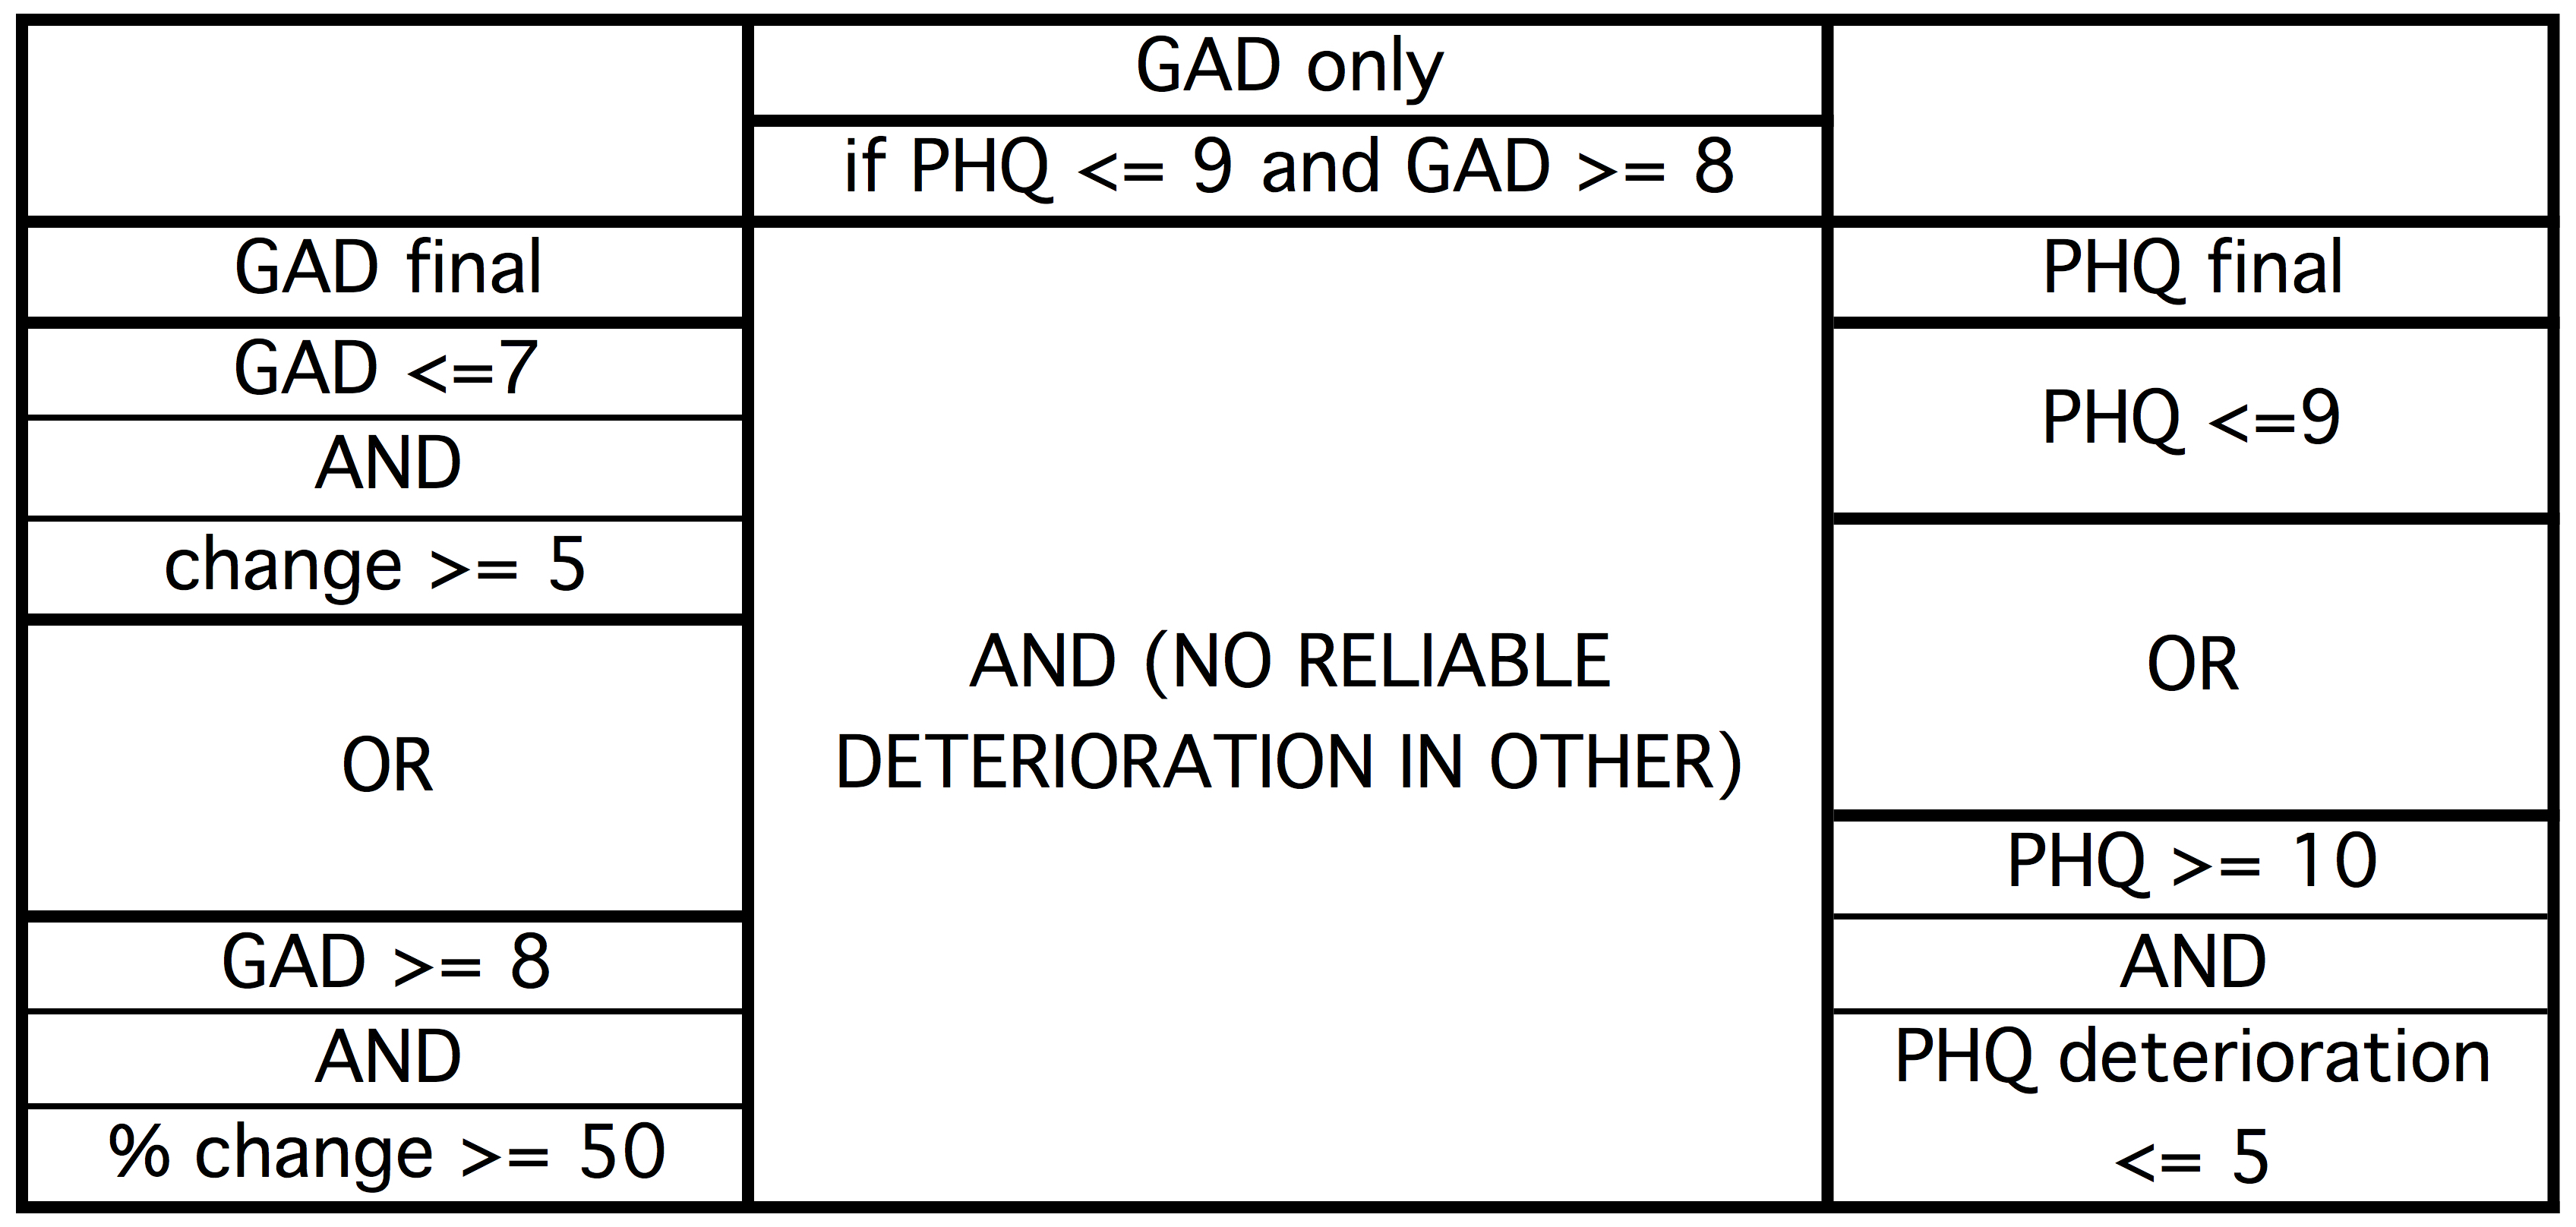 GAD only
if PHQ <= 9 and GAD >= 8
GAD final
GAD <=7
AND
change >= 5
OR
GAD >= 8
AND
% change >= 50
AND (NO RELIABLE
DETERIORATION IN OTHER)
PHQ final
PHQ <=9
OR
PHQ >= 10
AND
PHQ deterioration
<= 5